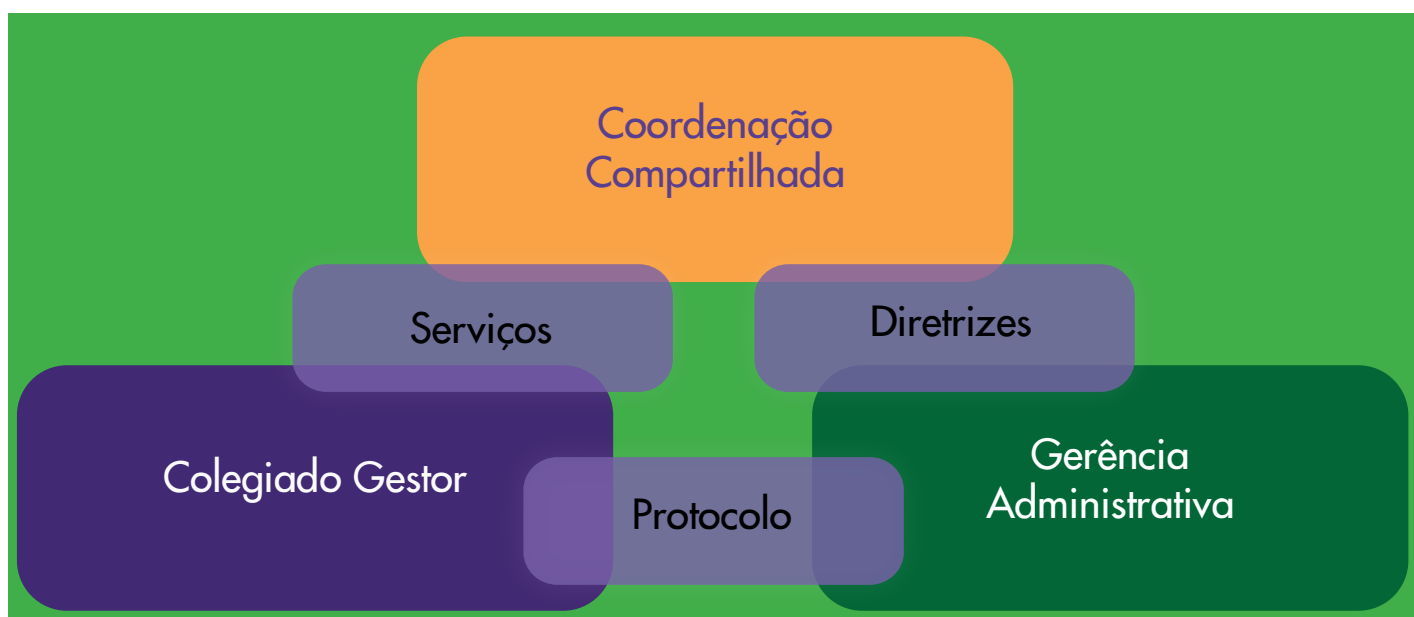 Coordenação
Compartilhada
Serviços
Diretrizes
Colegiado Gestor
Protocolo
Gerência
Administrativa